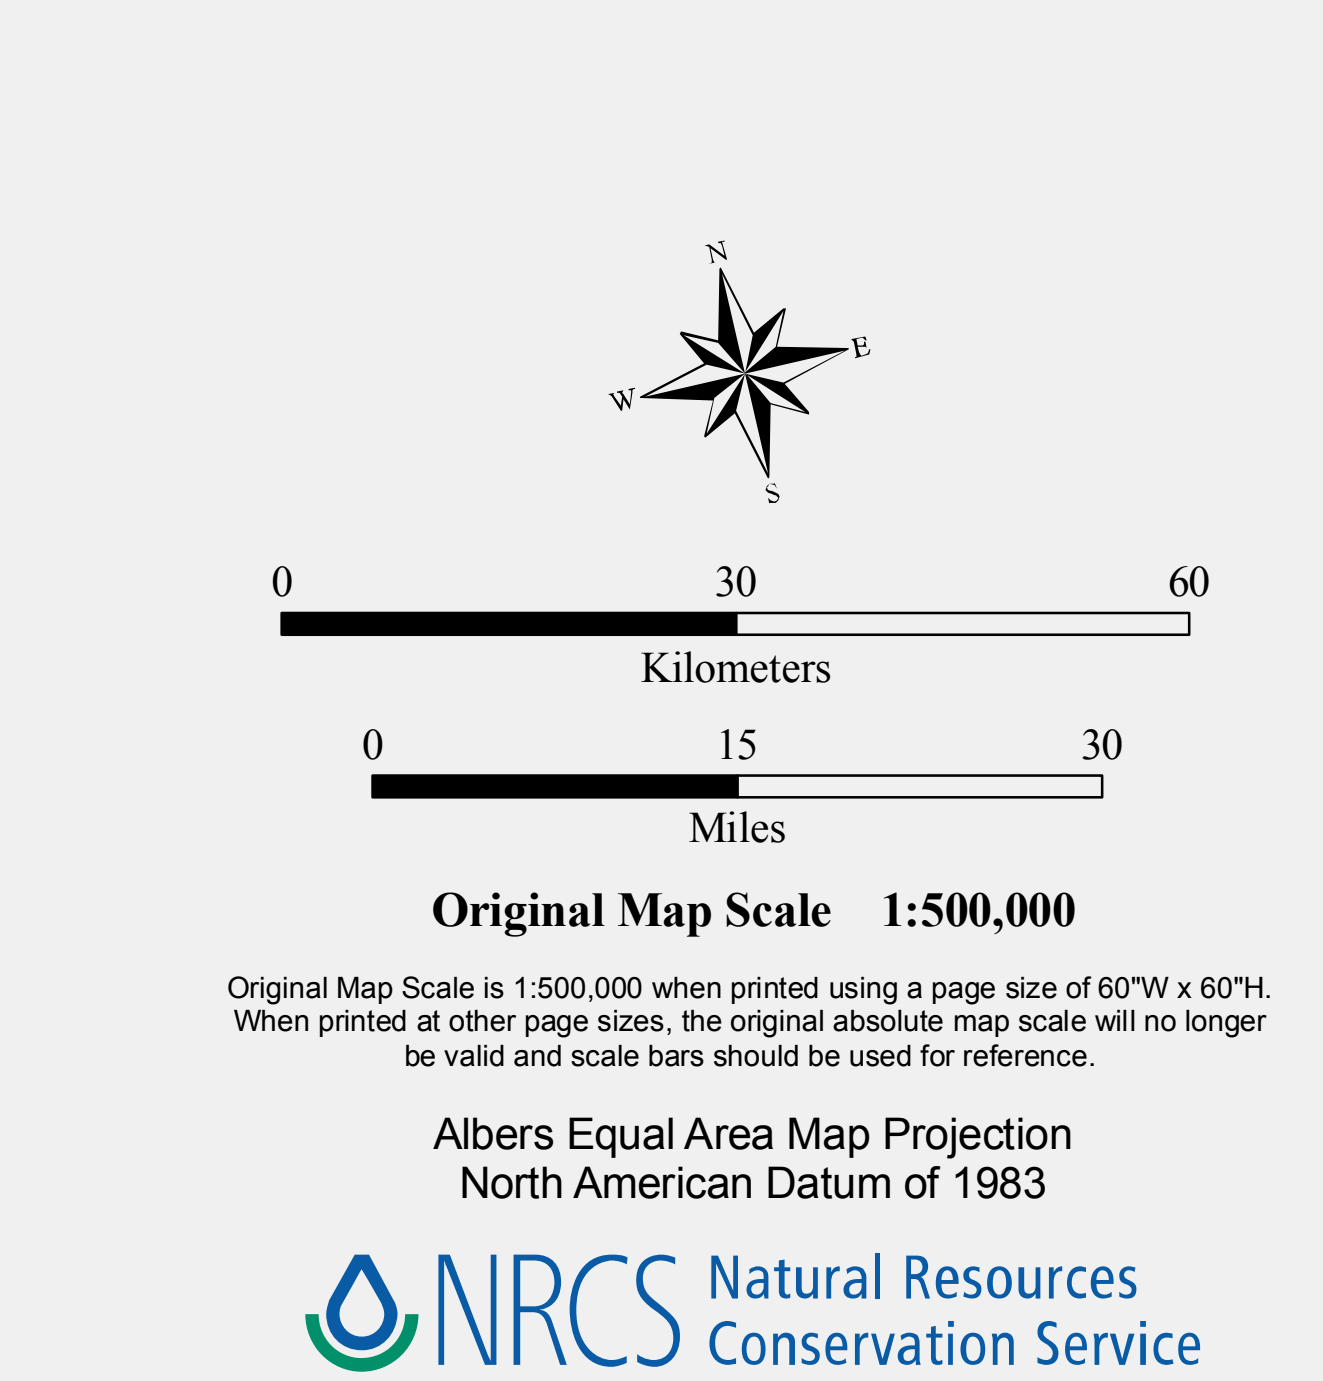 N
E
W
S
0 30 60
Kilometers
0 15 30
Miles
Original Map Scale 1:500,000
Original Map Scale is 1:500,000 when printed using a page size of 60"W x 60"H.
When printed at other page sizes, the original absolute map scale will no longer
be valid and scale bars should be used for reference.
Albers Equal Area Map Projection
North American Datum of 1983
NRCS Natural Resources
Conservation Service